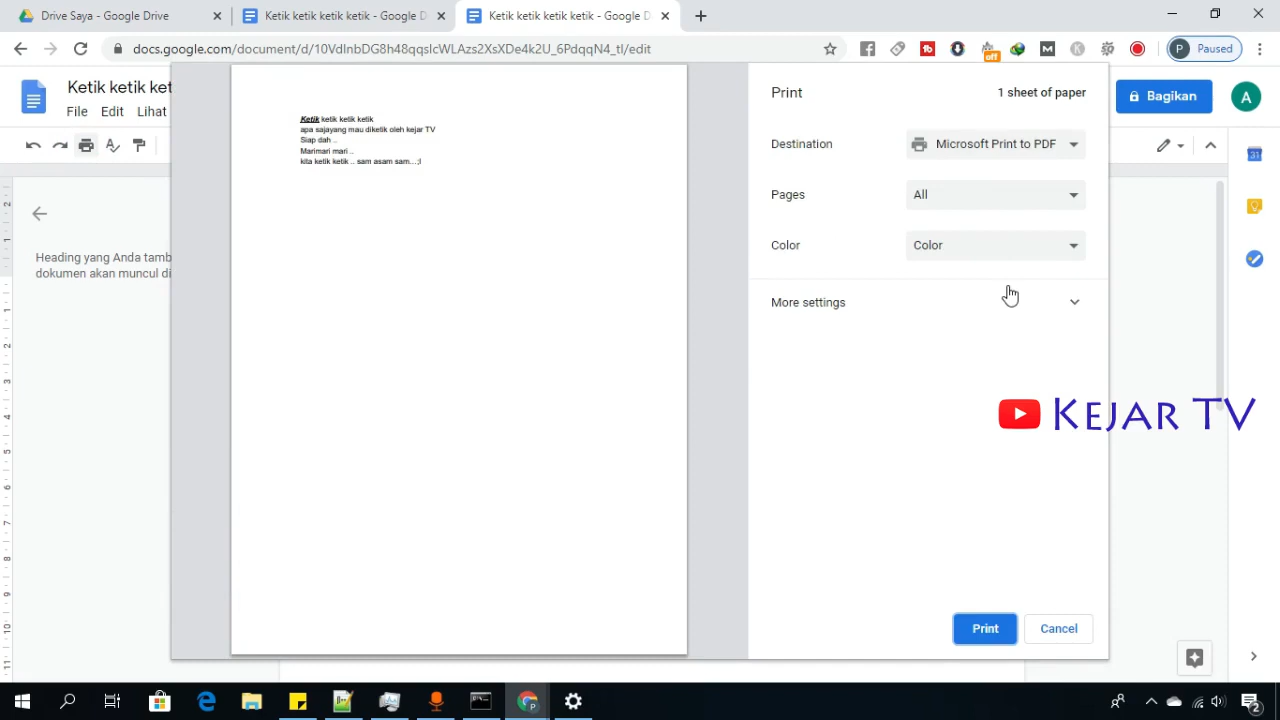 Drive Saya - Google Drive
Ketik ketik ketik ketik - Google D
Ketik ketik ketik ketik - Google D
docs.google.com/document/d/10VdInbDG8h48qqslcWLAzs2XsXDe4k2U_6PdqqN4_tl/edit
off
P Paused
Ketik ketik ket
File Edit Lihat
Bagikan
A
Heading yang Anda tamb
dokumen akan muncul di
Ketik ketik ketik ketik
apa sajayang mau diketik oleh kejar TV
Siap dah ..
Marimari mari ..
kita ketik ketik .. sam asam sam...;l
Print
1 sheet of paper
Destination
Microsoft Print to PDF
Pages
All
Color
Color
More settings
KEJAR TV
Print
Cancel